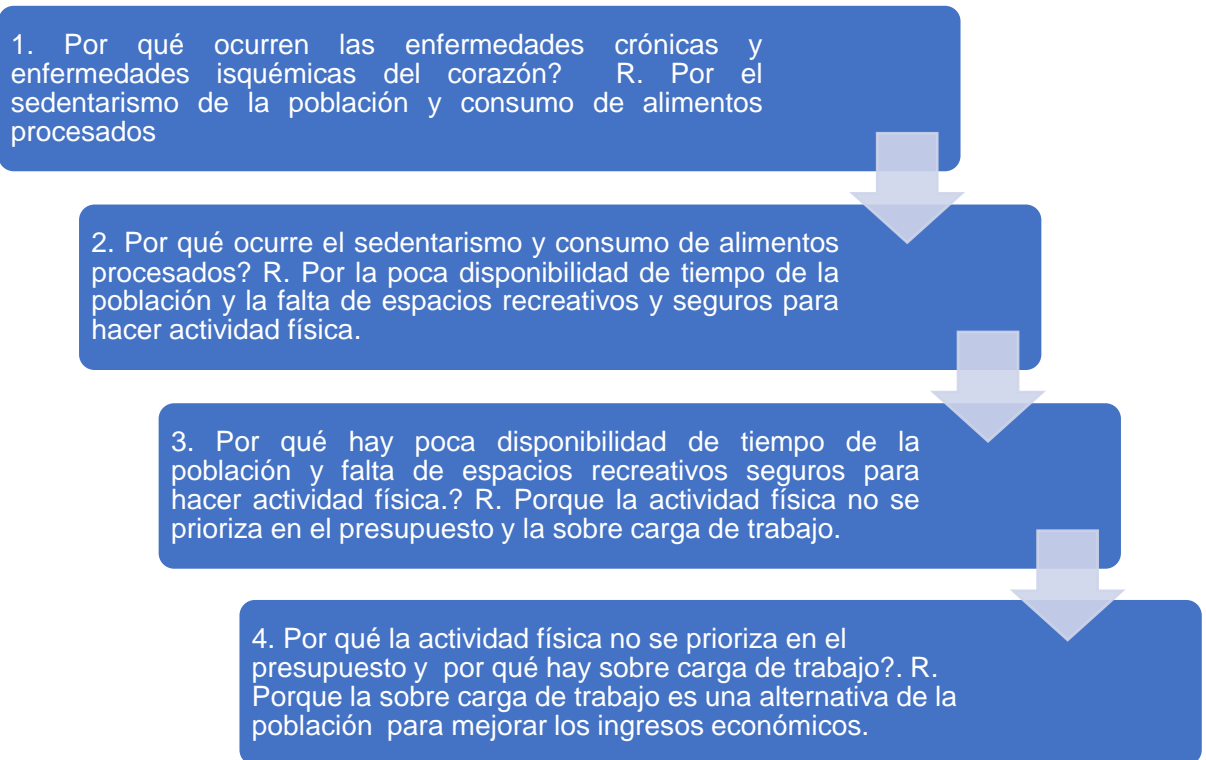 1. Por qué ocurren las enfermedades crónicas y
enfermedades isquémicas del corazón? R. Por el
sedentarismo de la población y consumo de alimentos
procesados
2. Por qué ocurre el sedentarismo y consumo de alimentos
procesados? R. Por la poca disponibilidad de tiempo de la
población y la falta de espacios recreativos y seguros para
hacer actividad física.
3. Por qué hay poca disponibilidad de tiempo de la
población y falta de espacios recreativos seguros para
hacer actividad física.? R. Porque la actividad física no se
prioriza en el presupuesto y la sobre carga de trabajo.
4. Por qué la actividad física no se prioriza en el
presupuesto y por qué hay sobre carga de trabajo?. R.
Porque la sobre carga de trabajo es una alternativa de la
población para mejorar los ingresos económicos.